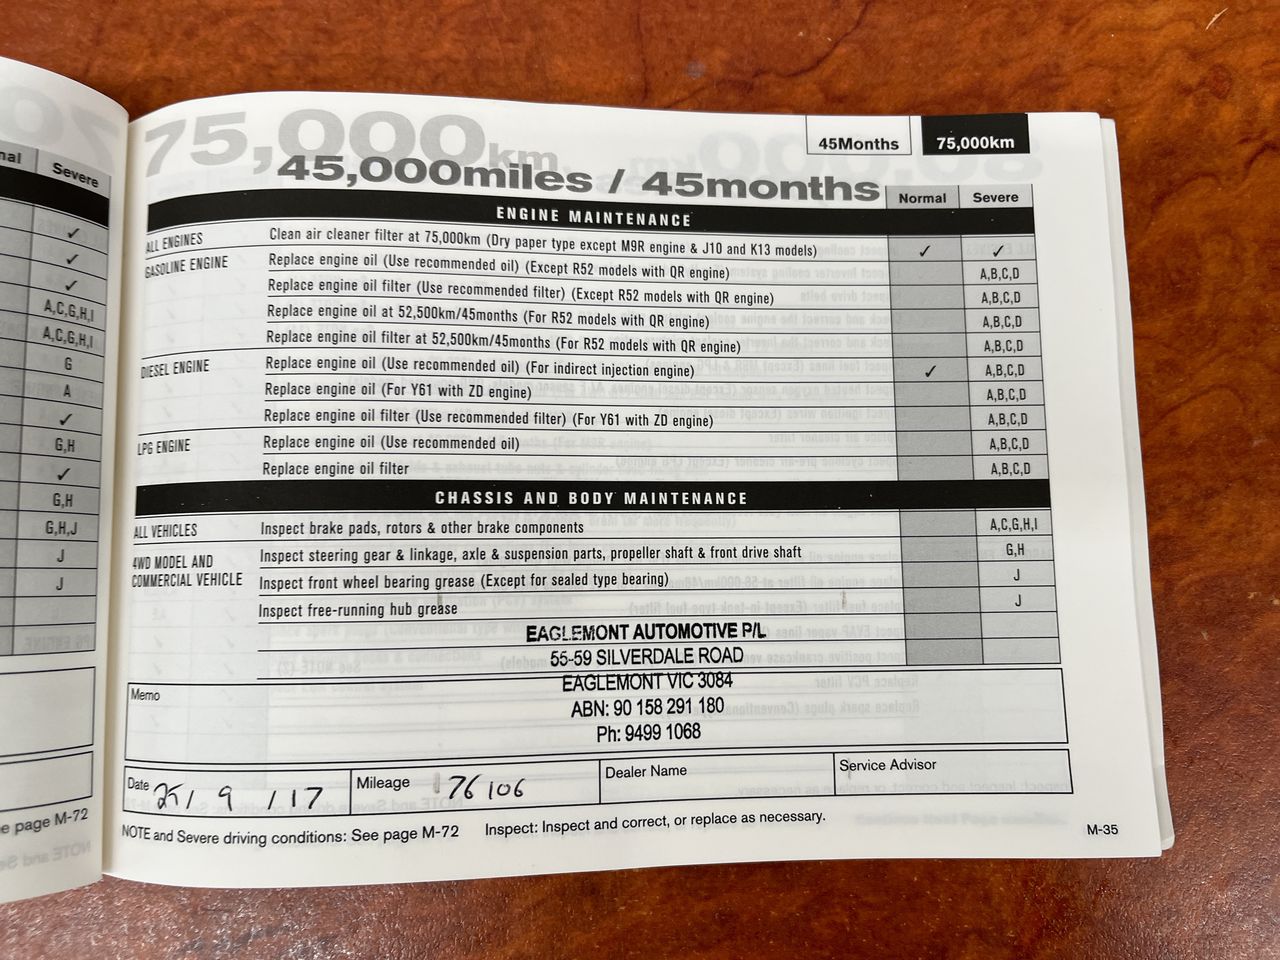 nal Severe
✓
✓
✓
A,C,G,H,I
A,C,G,H,I
G
A
✓
G,H
✓
G,H
G,H,J
J
J
e page M-72
75,000km
45,000miles / 45months
45Months 75,000km
Normal Severe
ENGINE MAINTENANCE
ALL ENGINES Clean air cleaner filter at 75,000km (Dry paper type except M9R engine & J10 and K13 models) ✓ ✓
GASOLINE ENGINE Replace engine oil (Use recommended oil) (Except R52 models with QR engine) A,B,C,D
Replace engine oil filter (Use recommended filter) (Except R52 models with QR engine) A,B,C,D
Replace engine oil at 52,500km/45months (For R52 models with QR engine) A,B,C,D
Replace engine oil filter at 52,500km/45months (For R52 models with QR engine) A,B,C,D
DIESEL ENGINE Replace engine oil (Use recommended oil) (For indirect injection engine) ✓ A,B,C,D
Replace engine oil (For Y61 with ZD engine) A,B,C,D
Replace engine oil filter (Use recommended filter) (For Y61 with ZD engine) A,B,C,D
LPG ENGINE Replace engine oil (Use recommended oil) A,B,C,D
Replace engine oil filter A,B,C,D
CHASSIS AND BODY MAINTENANCE
ALL VEHICLES Inspect brake pads, rotors & other brake components A,C,G,H,I
4WD MODEL AND COMMERCIAL VEHICLE Inspect steering gear & linkage, axle & suspension parts, propeller shaft & front drive shaft G,H
Inspect front wheel bearing grease (Except for sealed type bearing) J
Inspect free-running hub grease J
EAGLEMONT AUTOMOTIVE P/L
55-59 SILVERDALE ROAD
EAGLEMONT VIC 3084
ABN: 90 158 291 180
Ph: 9499 1068
Memo
Date 25/ 9 / 17 Mileage 76106 Dealer Name Service Advisor
NOTE and Severe driving conditions: See page M-72 Inspect: Inspect and correct, or replace as necessary.
M-35